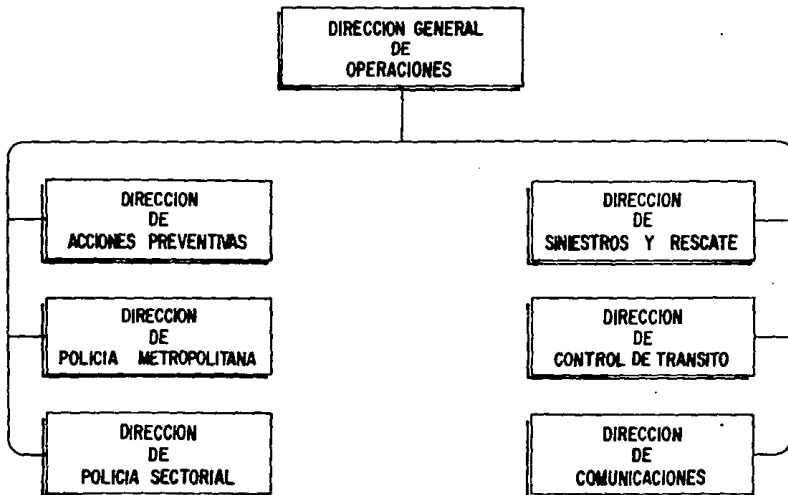 DIRECCION GENERAL
DE
OPERACIONES
DIRECCION
DE
ACCIONES PREVENTIVAS
DIRECCION
DE
SINIESTROS Y RESCATE
DIRECCION
DE
POLICIA METROPOLITANA
DIRECCION
DE
CONTROL DE TRANSITO
DIRECCION
DE
POLICIA SECTORIAL
DIRECCION
DE
COMUNICACIONES